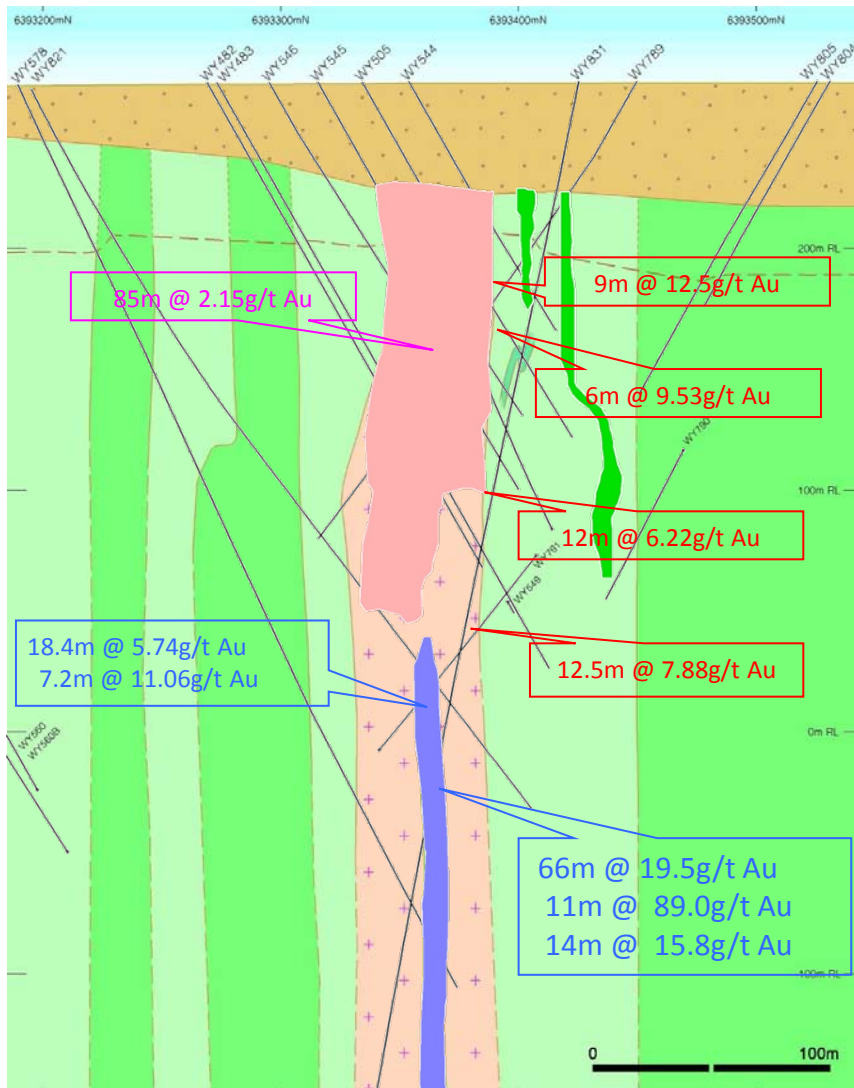 6393200mN
6393300mN
6393400mN
6393500mN
WY578
WY821
WY482
WY483
WY546
WY545
WY505
WY544
WY831
WY789
WY805
WY804
200m RL
85m @ 2.15g/t Au
9m @ 12.5g/t Au
6m @ 9.53g/t Au
WY790
100m RL
12m @ 6.22g/t Au
WY781
WY549
18.4m @ 5.74g/t Au
7.2m @ 11.06g/t Au
12.5m @ 7.88g/t Au
WY560
WY560B
0m RL
66m @ 19.5g/t Au
11m @ 89.0g/t Au
14m @ 15.8g/t Au
-100m RL
0
100m